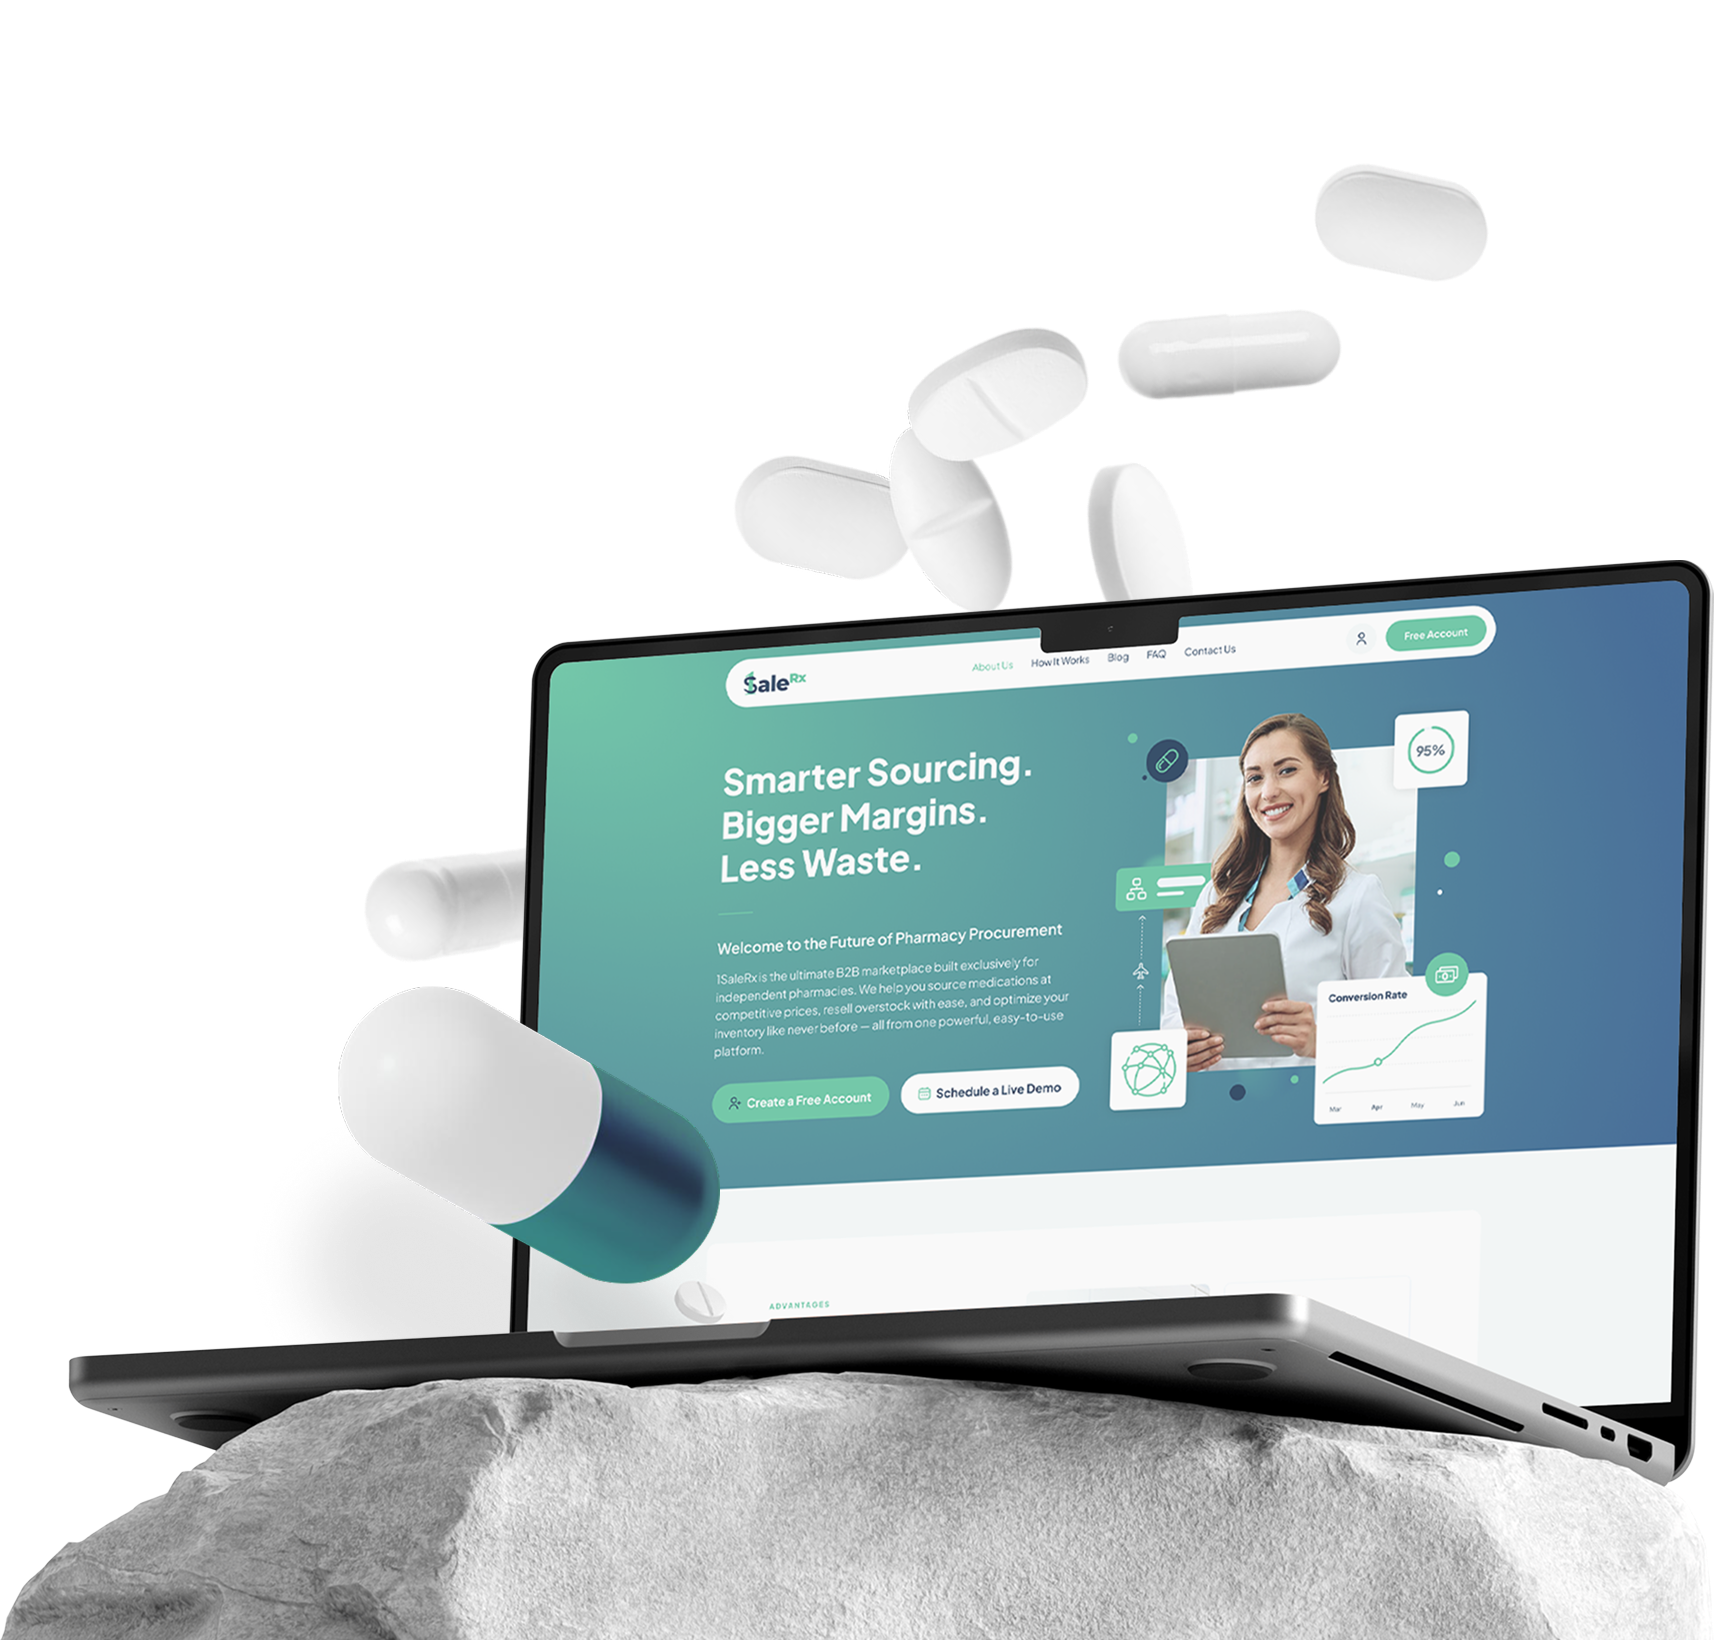 1SaleRx
About Us How It Works Blog FAQ Contact Us
Free Account
Smarter Sourcing.
Bigger Margins.
Less Waste.
95%
Welcome to the Future of Pharmacy Procurement
1SaleRx is the ultimate B2B marketplace built exclusively for
independent pharmacies. We help you source medications at
competitive prices, resell overstock with ease, and optimize your
inventory like never before — all from one powerful, easy-to-use
platform.
Create a Free Account
Schedule a Live Demo
Conversion Rate
Mar Apr May Jun
ADVANTAGES